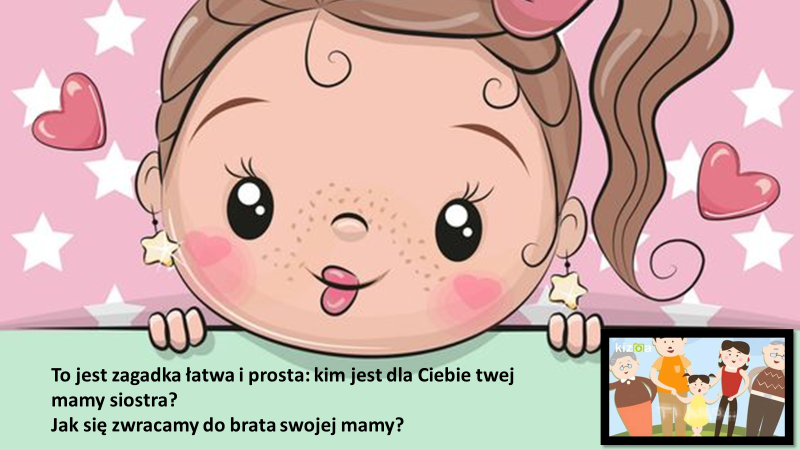 To jest zagadka łatwa i prosta: kim jest dla Ciebie twej
mamy siostra?
Jak się zwracamy do brata swojej mamy?
kizoa